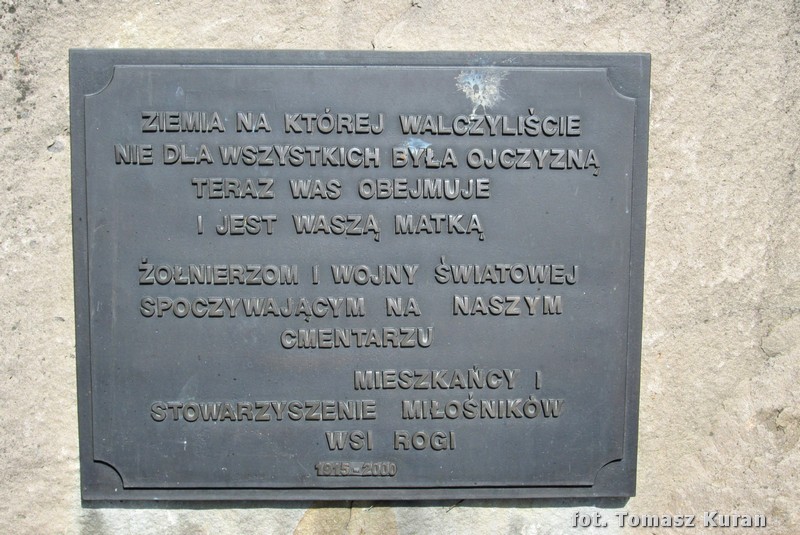 ZIEMIA NA KTÓREJ WALCZYLIŚCIE
NIE DLA WSZYSTKICH BYŁA OJCZYZNĄ
TERAZ WAS OBEJMUJE
I JEST WASZĄ MATKĄ
ŻOŁNIERZOM I WOJNY ŚWIATOWEJ
SPOCZYWAJĄCYM NA NASZYM
CMENTARZU
MIESZKAŃCY I
STOWARZYSZENIE MIŁOŚNIKÓW
WSI ROGI
1915-2000
fot. Tomasz Kuran